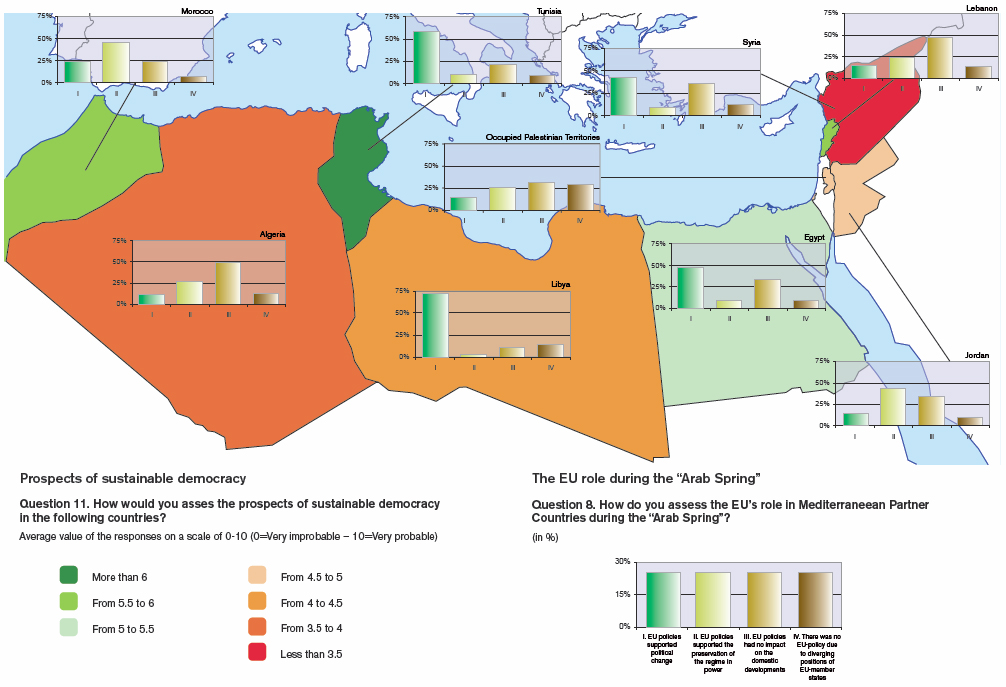 Morocco
75%
50%
25%
0%
I
II
III
IV
Tunisia
75%
50%
25%
0%
I
II
III
IV
Syria
75%
50%
25%
0%
I
II
III
IV
Lebanon
75%
50%
25%
0%
I
II
III
IV
Occupied Palestinian Territories
75%
50%
25%
0%
I
II
III
IV
Algeria
75%
50%
25%
0%
I
II
III
IV
Libya
75%
50%
25%
0%
I
II
III
IV
Egypt
75%
50%
25%
0%
I
II
III
IV
Jordan
75%
50%
25%
0%
I
II
III
IV
Prospects of sustainable democracy
Question 11. How would you asses the prospects of sustainable democracy
in the following countries?
Average value of the responses on a scale of 0-10 (0=Very improbable – 10=Very probable)
More than 6
From 5.5 to 6
From 5 to 5.5
From 4.5 to 5
From 4 to 4.5
From 3.5 to 4
Less than 3.5
The EU role during the “Arab Spring”
Question 8. How do you assess the EU's role in Mediterraneean Partner
Countries during the “Arab Spring”?
(in %)
30%
15%
0%
I. EU policies
supported
political
change
II. EU policies
supported the
preservation of
the regime in
power
III. EU policies
had no impact
on the
domestic
developments
IV. There was no
EU-policy due
to diverging
positions of
EU-member
states